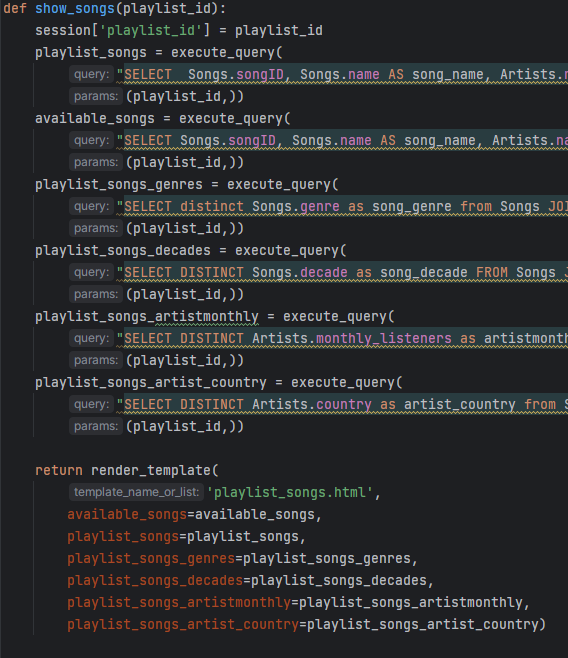 def show_songs(playlist_id):
session['playlist_id'] = playlist_id
playlist_songs = execute_query(
query: "SELECT  Songs.songID, Songs.name AS song_name, Artists.n
params: (playlist_id,))
available_songs = execute_query(
query: "SELECT Songs.songID, Songs.name AS song_name, Artists.na
params: (playlist_id,))
playlist_songs_genres = execute_query(
query: "SELECT distinct Songs.genre as song_genre from Songs JOI
params: (playlist_id,))
playlist_songs_decades = execute_query(
query: "SELECT DISTINCT Songs.decade as song_decade FROM Songs J
params: (playlist_id,))
playlist_songs_artistmonthly = execute_query(
query: "SELECT DISTINCT Artists.monthly_listeners as artistmonth
params: (playlist_id,))
playlist_songs_artist_country = execute_query(
query: "SELECT DISTINCT Artists.country as artist_country from S
params: (playlist_id,))
return render_template(
template_name_or_list: 'playlist_songs.html',
available_songs=available_songs,
playlist_songs=playlist_songs,
playlist_songs_genres=playlist_songs_genres,
playlist_songs_decades=playlist_songs_decades,
playlist_songs_artistmonthly=playlist_songs_artistmonthly,
playlist_songs_artist_country=playlist_songs_artist_country)